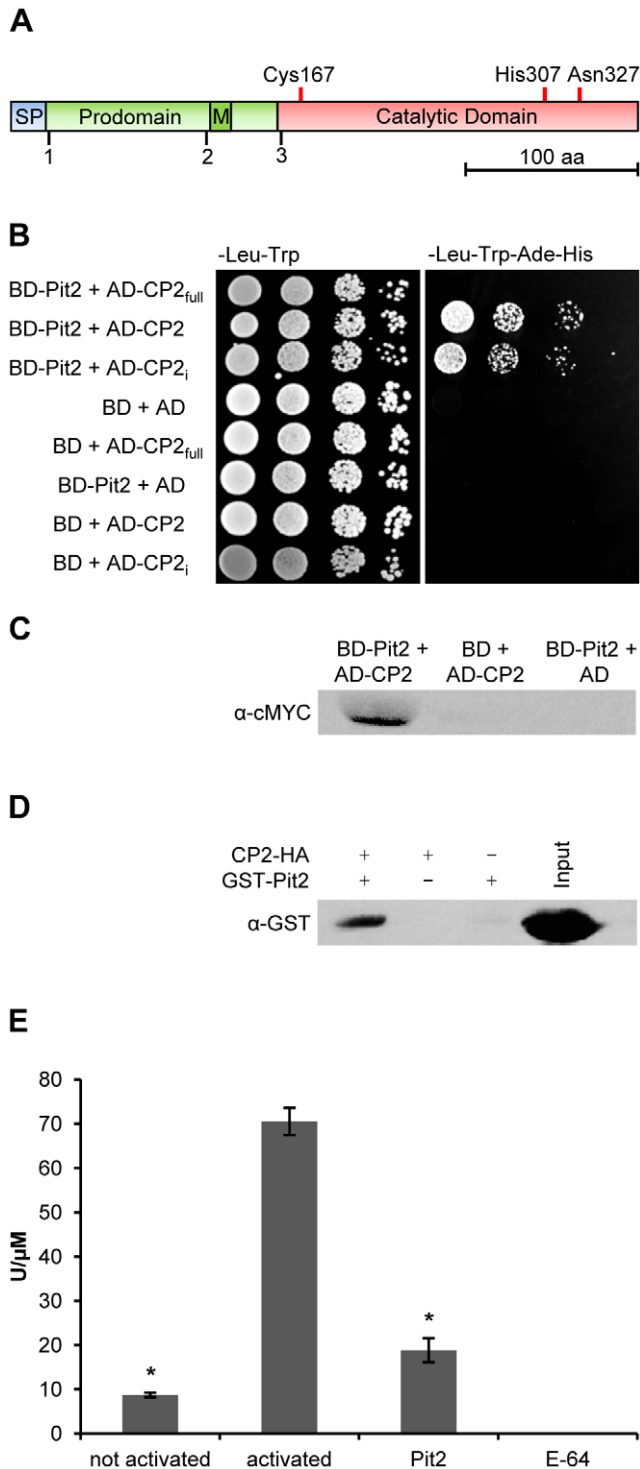 A
Cys167 His307 Asn327
SP Prodomain M Catalytic Domain
1 2 3 100 aa
B
-Leu-Trp -Leu-Trp-Ade-His
BD-Pit2 + AD-CP2full
BD-Pit2 + AD-CP2
BD-Pit2 + AD-CP2i
BD + AD
BD + AD-CP2full
BD-Pit2 + AD
BD + AD-CP2
BD + AD-CP2i
C
BD-Pit2 + BD + BD-Pit2 +
AD-CP2 AD-CP2 AD
α-cMYC
D
CP2-HA + + − Input
GST-Pit2 + − +
α-GST
E
80
70
60
50
40
30
20
10
0
U/µM
* *
not activated activated Pit2 E-64